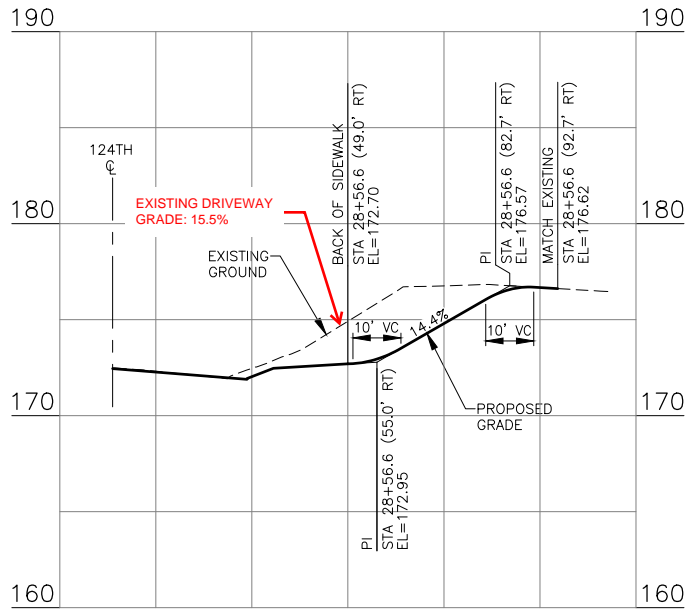 190
190
124TH
CL
EXISTING DRIVEWAY
GRADE: 15.5%
EXISTING
GROUND
BACK OF SIDEWALK
STA 28+56.6 (49.0' RT)
EL=172.70
PI
STA 28+56.6 (82.7' RT)
EL=176.57
MATCH EXISTING
STA 28+56.6 (92.7' RT)
EL=176.62
180
180
10' VC
14.4%
10' VC
PROPOSED
GRADE
170
170
PI
STA 28+56.6 (55.0' RT)
EL=172.95
160
160